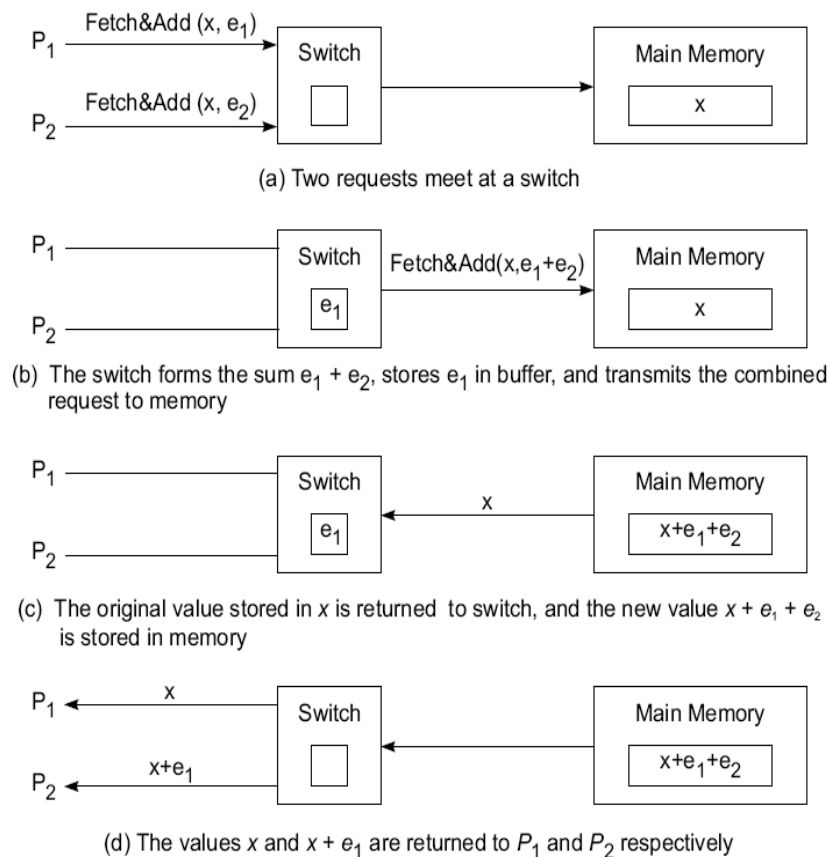 Fetch&Add (x, e₁)
P₁
Switch
Main Memory
Fetch&Add (x, e₂)
x
P₂
(a) Two requests meet at a switch
P₁
Switch
Fetch&Add(x,e₁+e₂)
Main Memory
e₁
x
P₂
(b) The switch forms the sum e₁ + e₂, stores e₁ in buffer, and transmits the combined
request to memory
P₁
Switch
x
Main Memory
e₁
x+e₁+e₂
P₂
(c) The original value stored in x is returned to switch, and the new value x + e₁ + e₂
is stored in memory
x
P₁
Switch
Main Memory
x+e₁
x+e₁+e₂
P₂
(d) The values x and x + e₁ are returned to P₁ and P₂ respectively